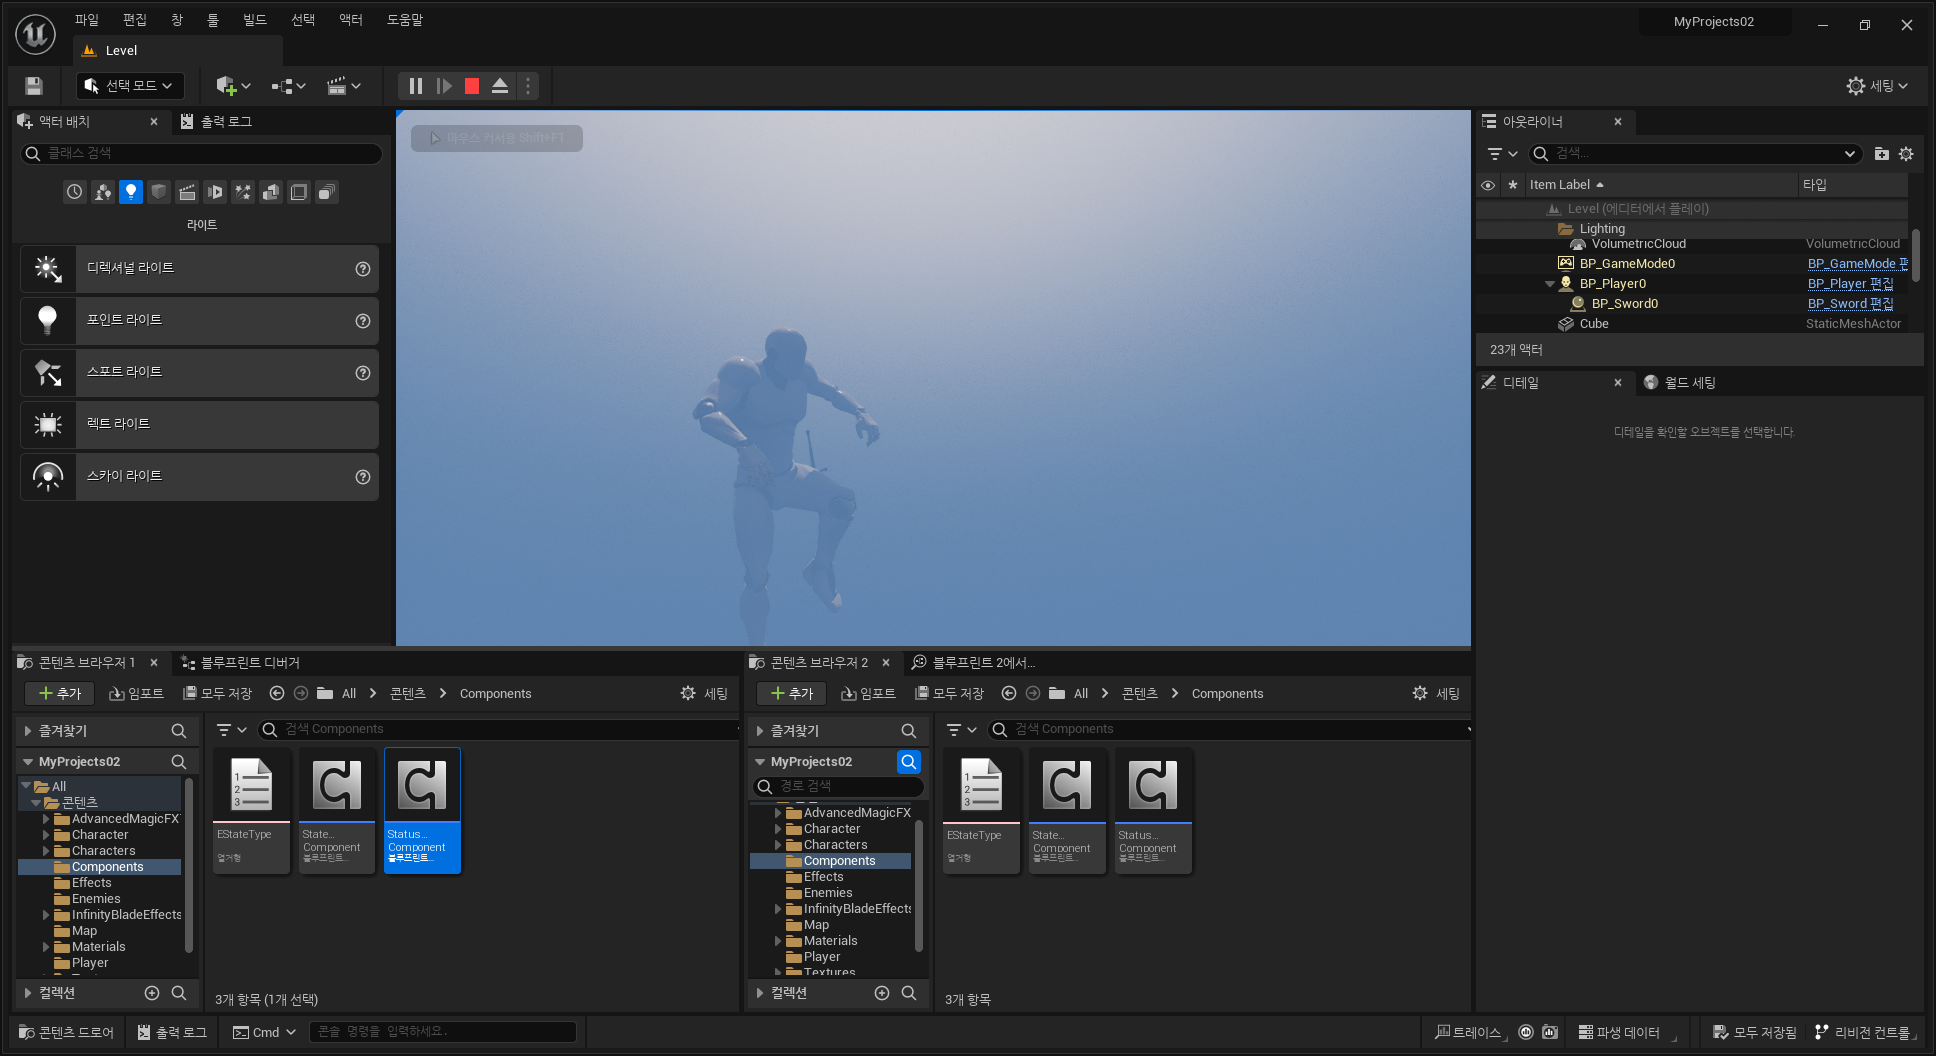 파일 편집 창 툴 빌드 선택 액터 도움말
MyProjects02
Level
선택 모드
세팅
액터 배치
출력 로그
클래스 검색
라이트
디렉셔널 라이트
포인트 라이트
스포트 라이트
렉트 라이트
스카이 라이트
마우스 커서용 Shift+F1
아웃라이너
검색...
Item Label 타입
Level (에디터에서 플레이)
Lighting
VolumetricCloud VolumetricCloud
BP_GameMode0 BP_GameMode 편
BP_Player0 BP_Player 편집
BP_Sword0 BP_Sword 편집
Cube StaticMeshActor
23개 액터
디테일
월드 세팅
디테일을 확인할 오브젝트를 선택합니다.
콘텐츠 브라우저 1
블루프린트 디버거
추가 임포트 모두 저장 All 콘텐츠 Components 세팅
즐겨찾기
검색 Components
MyProjects02
All
콘텐츠
AdvancedMagicFX
Character
Characters
Components
Effects
Enemies
InfinityBladeEffects
Map
Materials
Player
컬렉션
EStateType
열거형
State...
Component
블루프린트...
Status...
Component
블루프린트...
3개 항목 (1개 선택)
콘텐츠 브라우저 2
블루프린트 2에서...
추가 임포트 모두 저장 All 콘텐츠 Components 세팅
즐겨찾기
검색 Components
MyProjects02
경로 검색
AdvancedMagicFX
Character
Characters
Components
Effects
Enemies
InfinityBladeEffects
Map
Materials
Player
Textures
컬렉션
EStateType
열거형
State...
Component
블루프린트...
Status...
Component
블루프린트...
3개 항목
콘텐츠 드로어 출력 로그 Cmd 콘솔 명령을 입력하세요.
트레이스 파생 데이터 모두 저장됨 리비전 컨트롤